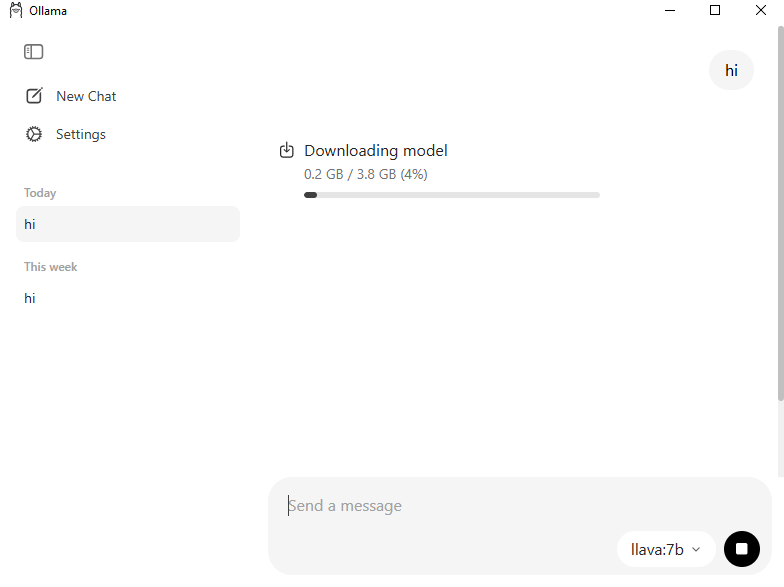 Ollama
New Chat
Settings
Today
hi
This week
hi
hi
Downloading model
0.2 GB / 3.8 GB (4%)
Send a message
llava:7b